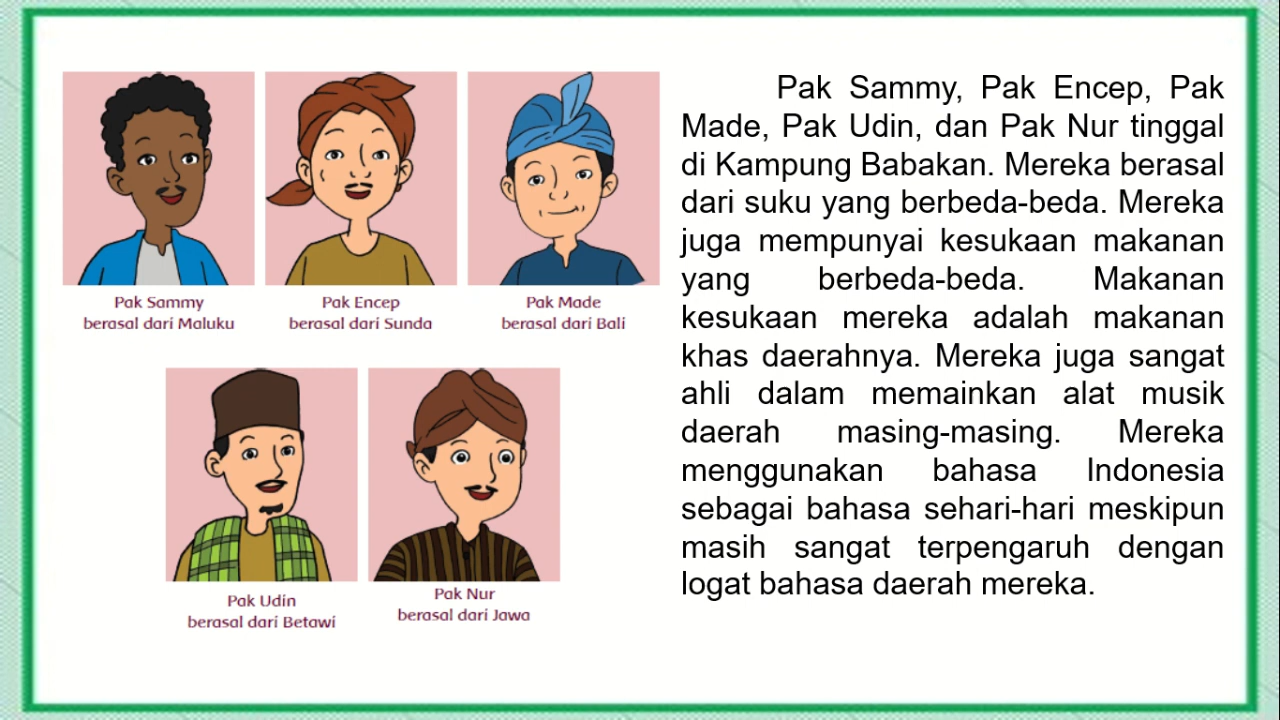 Pak Sammy
berasal dari Maluku
Pak Encep
berasal dari Sunda
Pak Made
berasal dari Bali
Pak Udin
berasal dari Betawi
Pak Nur
berasal dari Jawa
Pak Sammy, Pak Encep, Pak
Made, Pak Udin, dan Pak Nur tinggal
di Kampung Babakan. Mereka berasal
dari suku yang berbeda-beda. Mereka
juga mempunyai kesukaan makanan
yang berbeda-beda. Makanan
kesukaan mereka adalah makanan
khas daerahnya. Mereka juga sangat
ahli dalam memainkan alat musik
daerah masing-masing. Mereka
menggunakan bahasa Indonesia
sebagai bahasa sehari-hari meskipun
masih sangat terpengaruh dengan
logat bahasa daerah mereka.